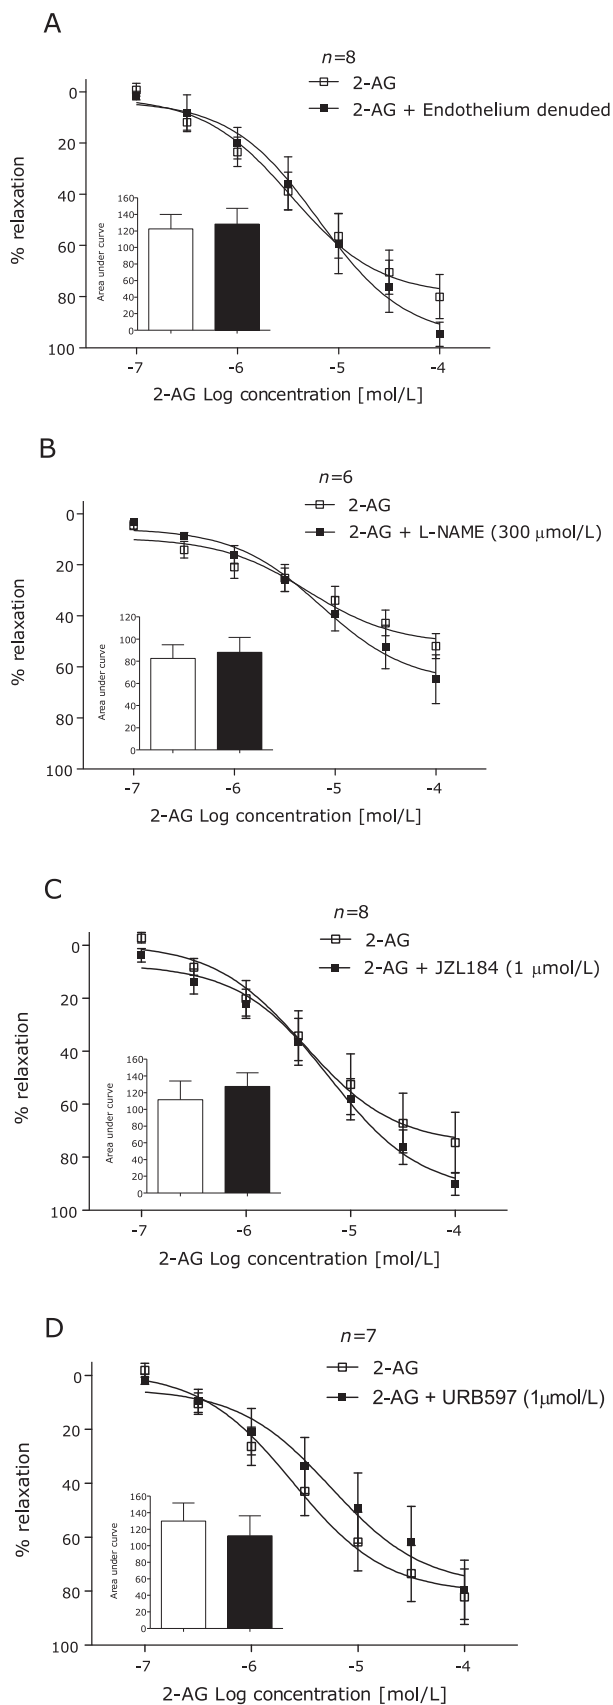 A
n=8
2-AG
2-AG + Endothelium denuded
0
20
40
60
80
100
% relaxation
160
140
120
100
80
60
40
20
0
Area under curve
-7 -6 -5 -4
2-AG Log concentration [mol/L]
B
n=6
2-AG
2-AG + L-NAME (300 μmol/L)
0
20
40
60
80
100
% relaxation
120
100
80
60
40
20
0
Area under curve
-7 -6 -5 -4
2-AG Log concentration [mol/L]
C
n=8
2-AG
2-AG + JZL184 (1 μmol/L)
0
20
40
60
80
100
% relaxation
160
140
120
100
80
60
40
20
0
Area under curve
-7 -6 -5 -4
2-AG Log concentration [mol/L]
D
n=7
2-AG
2-AG + URB597 (1μmol/L)
0
20
40
60
80
100
% relaxation
160
140
120
100
80
60
40
20
0
Area under curve
-7 -6 -5 -4
2-AG Log concentration [mol/L]